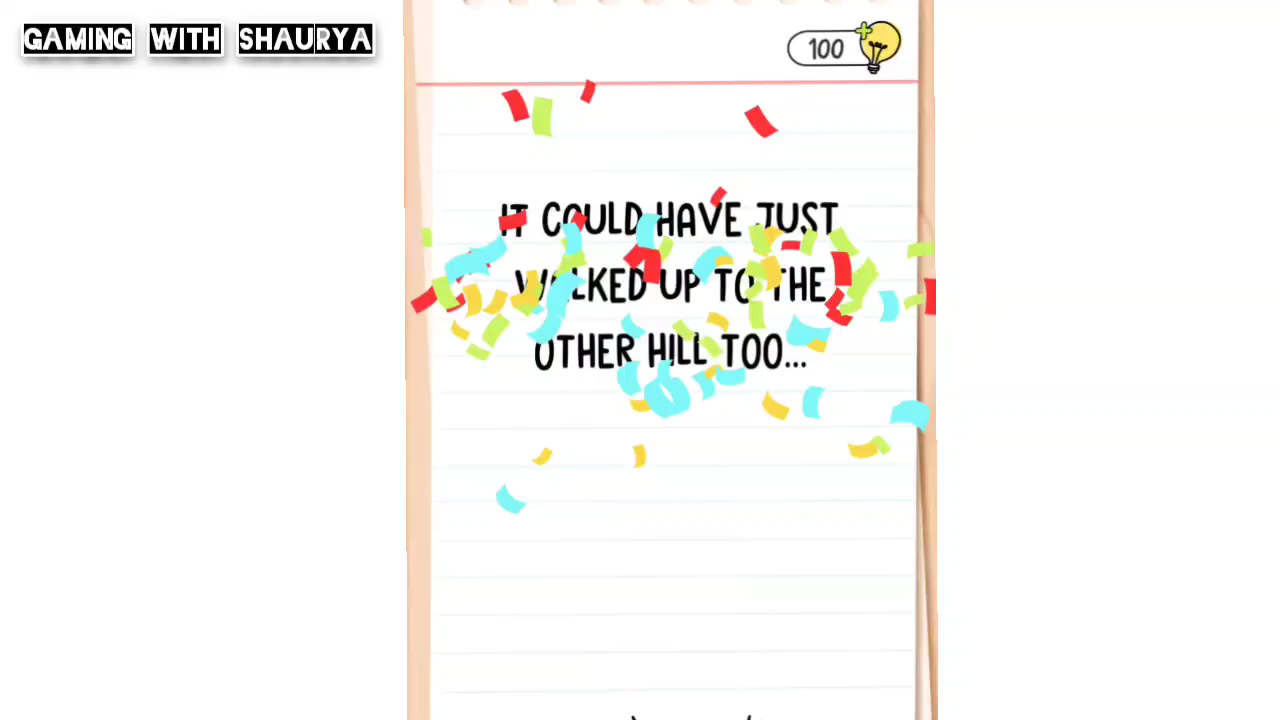 GAMING WITH SHAURYA
100
IT COULD HAVE JUST
WALKED UP TO THE
OTHER HILL TOO...